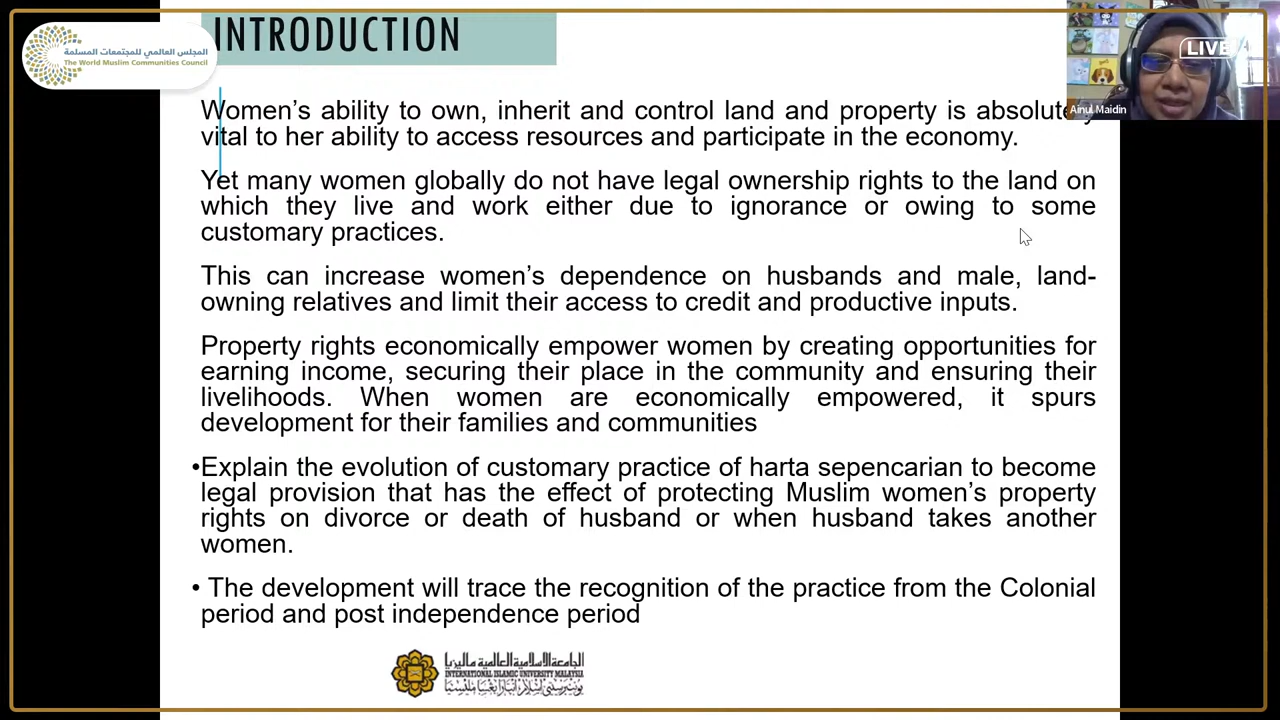 INTRODUCTION
المجلس العالمي للمجتمعات المسلمة
The World Muslim Communities Council
LIVE
Ainul Maidin
Women's ability to own, inherit and control land and property is absolutely
vital to her ability to access resources and participate in the economy.
Yet many women globally do not have legal ownership rights to the land on
which they live and work either due to ignorance or owing to some
customary practices.
This can increase women's dependence on husbands and male, land-
owning relatives and limit their access to credit and productive inputs.
Property rights economically empower women by creating opportunities for
earning income, securing their place in the community and ensuring their
livelihoods. When women are economically empowered, it spurs
development for their families and communities
•Explain the evolution of customary practice of harta sepencarian to become
legal provision that has the effect of protecting Muslim women's property
rights on divorce or death of husband or when husband takes another
women.
• The development will trace the recognition of the practice from the Colonial
period and post independence period
الجامعة الإسلامية العالمية ماليزيا
INTERNATIONAL ISLAMIC UNIVERSITY MALAYSIA